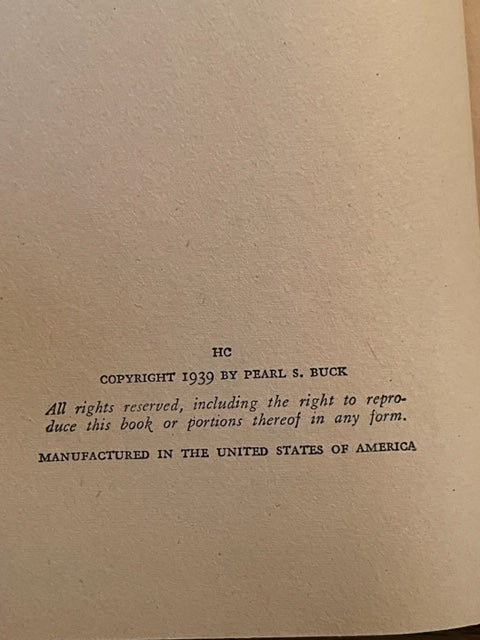 HC
COPYRIGHT 1939 BY PEARL S. BUCK
All rights reserved, including the right to repro-
duce this book or portions thereof in any form.
MANUFACTURED IN THE UNITED STATES OF AMERICA